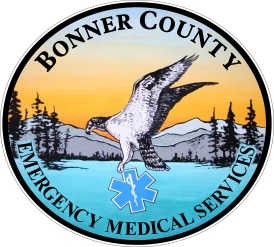 BONNER COUNTY
EMERGENCY MEDICAL SERVICES